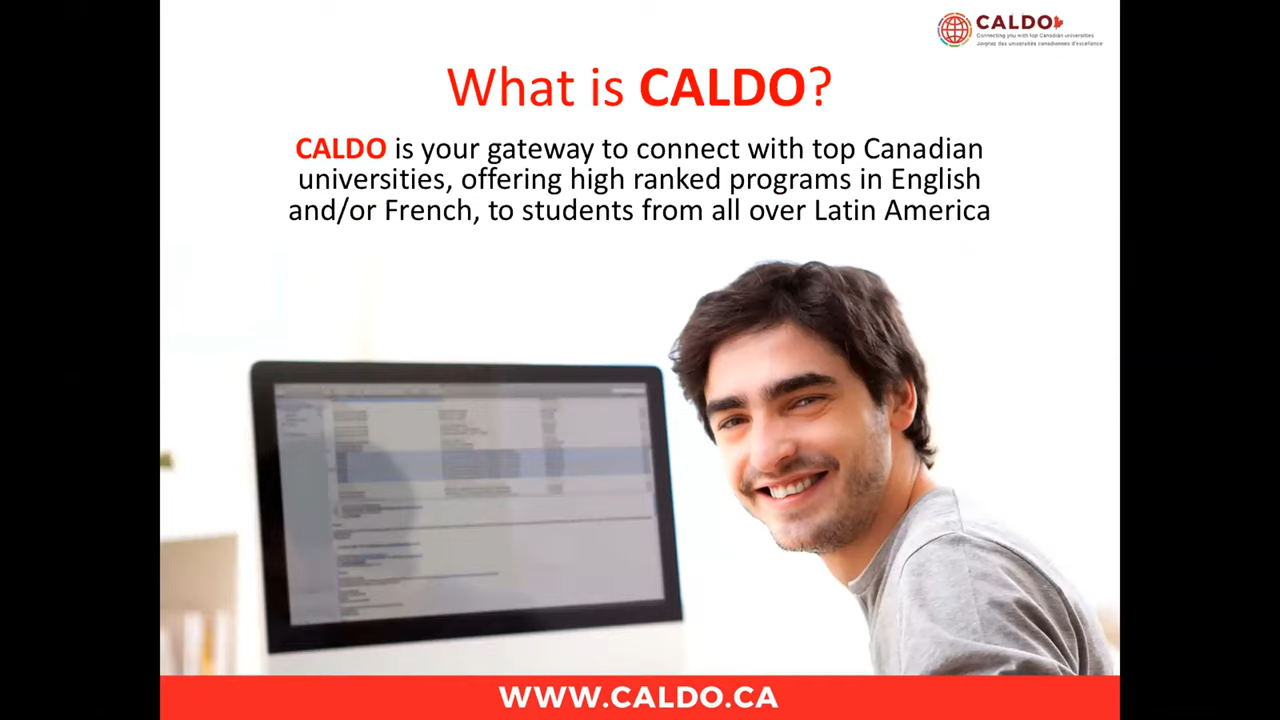 CALDO
Connecting you with top Canadian universities
Joignez des universités canadiennes d'excellence
What is CALDO?
CALDO is your gateway to connect with top Canadian
universities, offering high ranked programs in English
and/or French, to students from all over Latin America
WWW.CALDO.CA